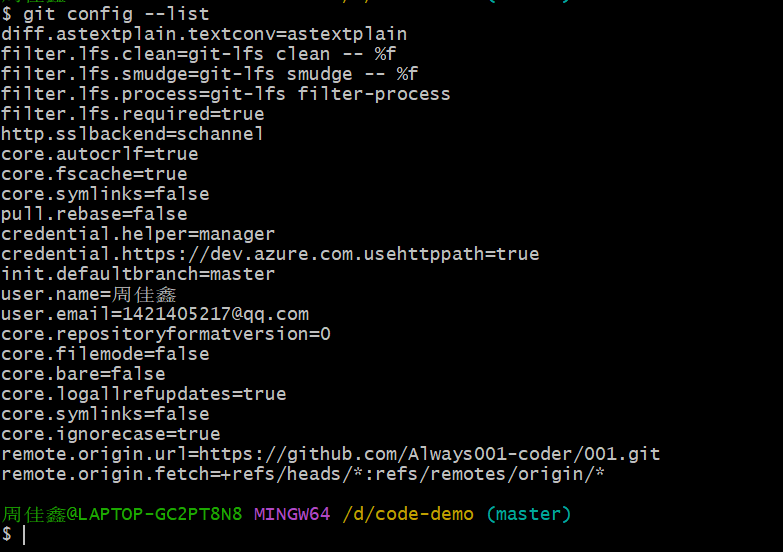 $ git config --list
diff.astextplain.textconv=astextplain
filter.lfs.clean=git-lfs clean -- %f
filter.lfs.smudge=git-lfs smudge -- %f
filter.lfs.process=git-lfs filter-process
filter.lfs.required=true
http.sslbackend=schannel
core.autocrlf=true
core.fscache=true
core.symlinks=false
pull.rebase=false
credential.helper=manager
credential.https://dev.azure.com.usehttppath=true
init.defaultbranch=master
user.name=周佳鑫
user.email=1421405217@qq.com
core.repositoryformatversion=0
core.filemode=false
core.bare=false
core.logallrefupdates=true
core.symlinks=false
core.ignorecase=true
remote.origin.url=https://github.com/Always001-coder/001.git
remote.origin.fetch=+refs/heads/*:refs/remotes/origin/*
周佳鑫@LAPTOP-GC2PT8N8 MINGW64 /d/code-demo (master)
$